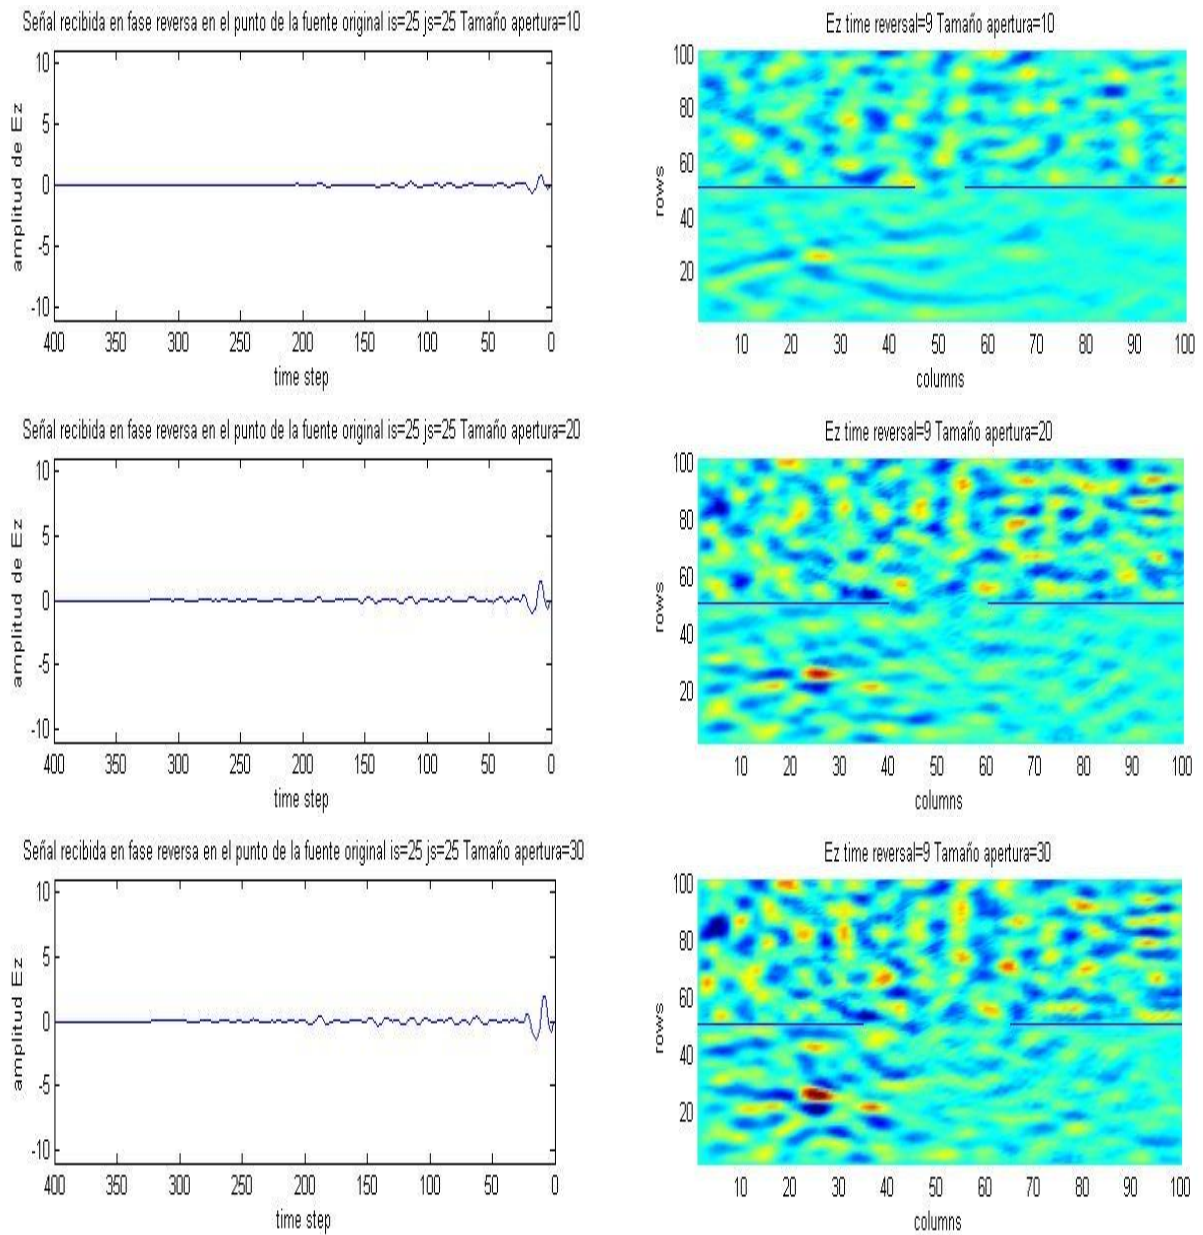 Señal recibida en fase reversa en el punto de la fuente original is=25 js=25 Tamaño apertura=10
amplitud de Ez
10
5
0
-5
-10
400 350 300 250 200 150 100 50 0
time step
Ez time reversal=9 Tamaño apertura=10
rows
100
80
60
40
20
10 20 30 40 50 60 70 80 90 100
columns
Señal recibida en fase reversa en el punto de la fuente original is=25 js=25 Tamaño apertura=20
amplitud de Ez
10
5
0
-5
-10
400 350 300 250 200 150 100 50 0
time step
Ez time reversal=9 Tamaño apertura=20
rows
100
80
60
40
20
10 20 30 40 50 60 70 80 90 100
columns
Señal recibida en fase reversa en el punto de la fuente original is=25 js=25 Tamaño apertura=30
amplitud de Ez
10
5
0
-5
-10
400 350 300 250 200 150 100 50 0
time step
Ez time reversal=9 Tamaño apertura=30
rows
100
80
60
40
20
10 20 30 40 50 60 70 80 90 100
columns